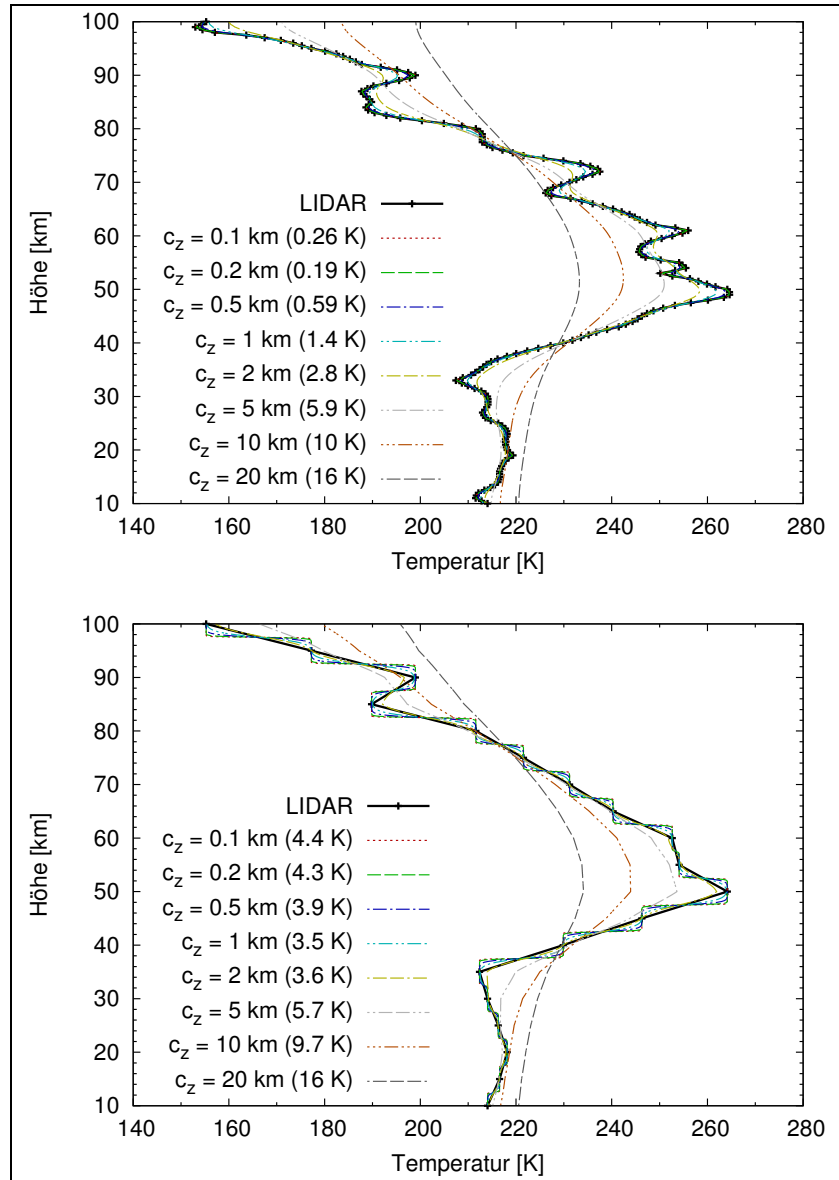 100
90
80
70
60
50
40
30
20
10
Höhe [km]
LIDAR
c_z = 0.1 km (0.26 K)
c_z = 0.2 km (0.19 K)
c_z = 0.5 km (0.59 K)
c_z = 1 km (1.4 K)
c_z = 2 km (2.8 K)
c_z = 5 km (5.9 K)
c_z = 10 km (10 K)
c_z = 20 km (16 K)
140 160 180 200 220 240 260 280
Temperatur [K]
100
90
80
70
60
50
40
30
20
10
Höhe [km]
LIDAR
c_z = 0.1 km (4.4 K)
c_z = 0.2 km (4.3 K)
c_z = 0.5 km (3.9 K)
c_z = 1 km (3.5 K)
c_z = 2 km (3.6 K)
c_z = 5 km (5.7 K)
c_z = 10 km (9.7 K)
c_z = 20 km (16 K)
140 160 180 200 220 240 260 280
Temperatur [K]